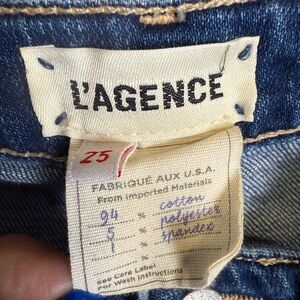 L'AGENCE
25
FABRIQUÉ AUX U.S.A.
From Imported Materials
94 % cotton
5 % polyester
1 % spandex
See Care Label
For Wash Instructions